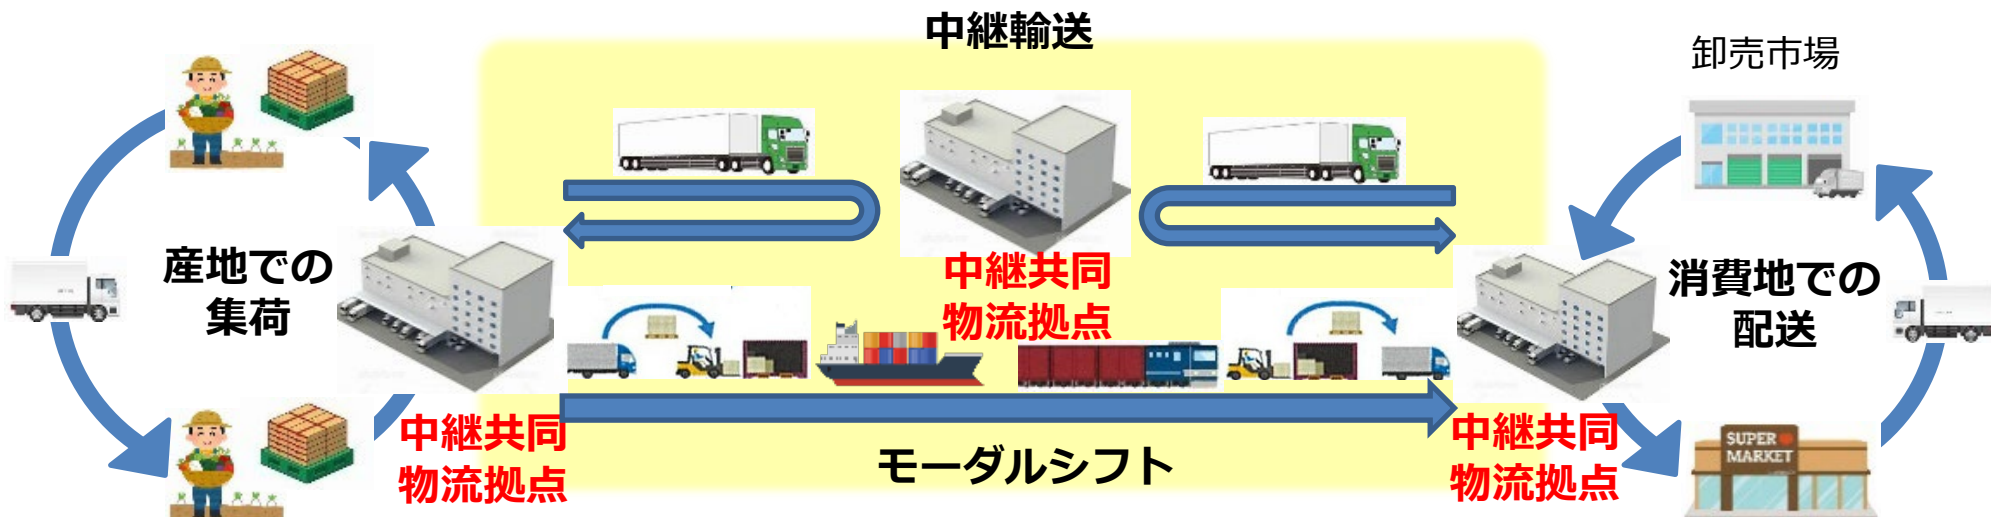 中継輸送
卸売市場
産地での
集荷
中継共同
物流拠点
消費地での
配送
中継共同
物流拠点
モーダルシフト
中継共同
物流拠点
SUPER
MARKET